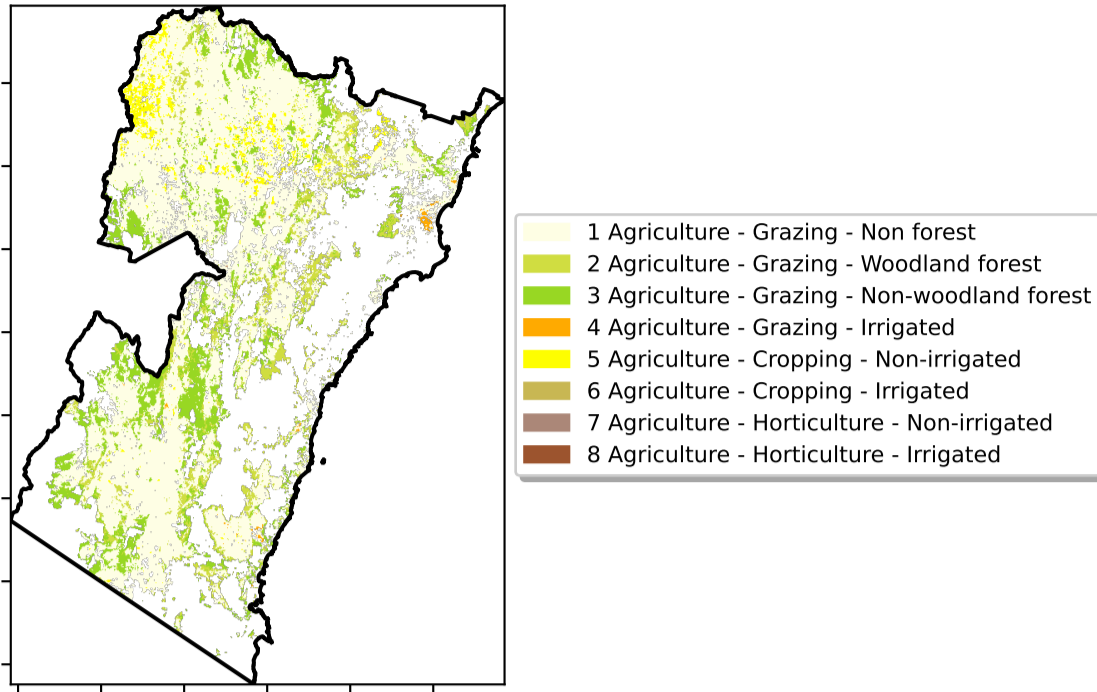 1 Agriculture - Grazing - Non forest
2 Agriculture - Grazing - Woodland forest
3 Agriculture - Grazing - Non-woodland forest
4 Agriculture - Grazing - Irrigated
5 Agriculture - Cropping - Non-irrigated
6 Agriculture - Cropping - Irrigated
7 Agriculture - Horticulture - Non-irrigated
8 Agriculture - Horticulture - Irrigated